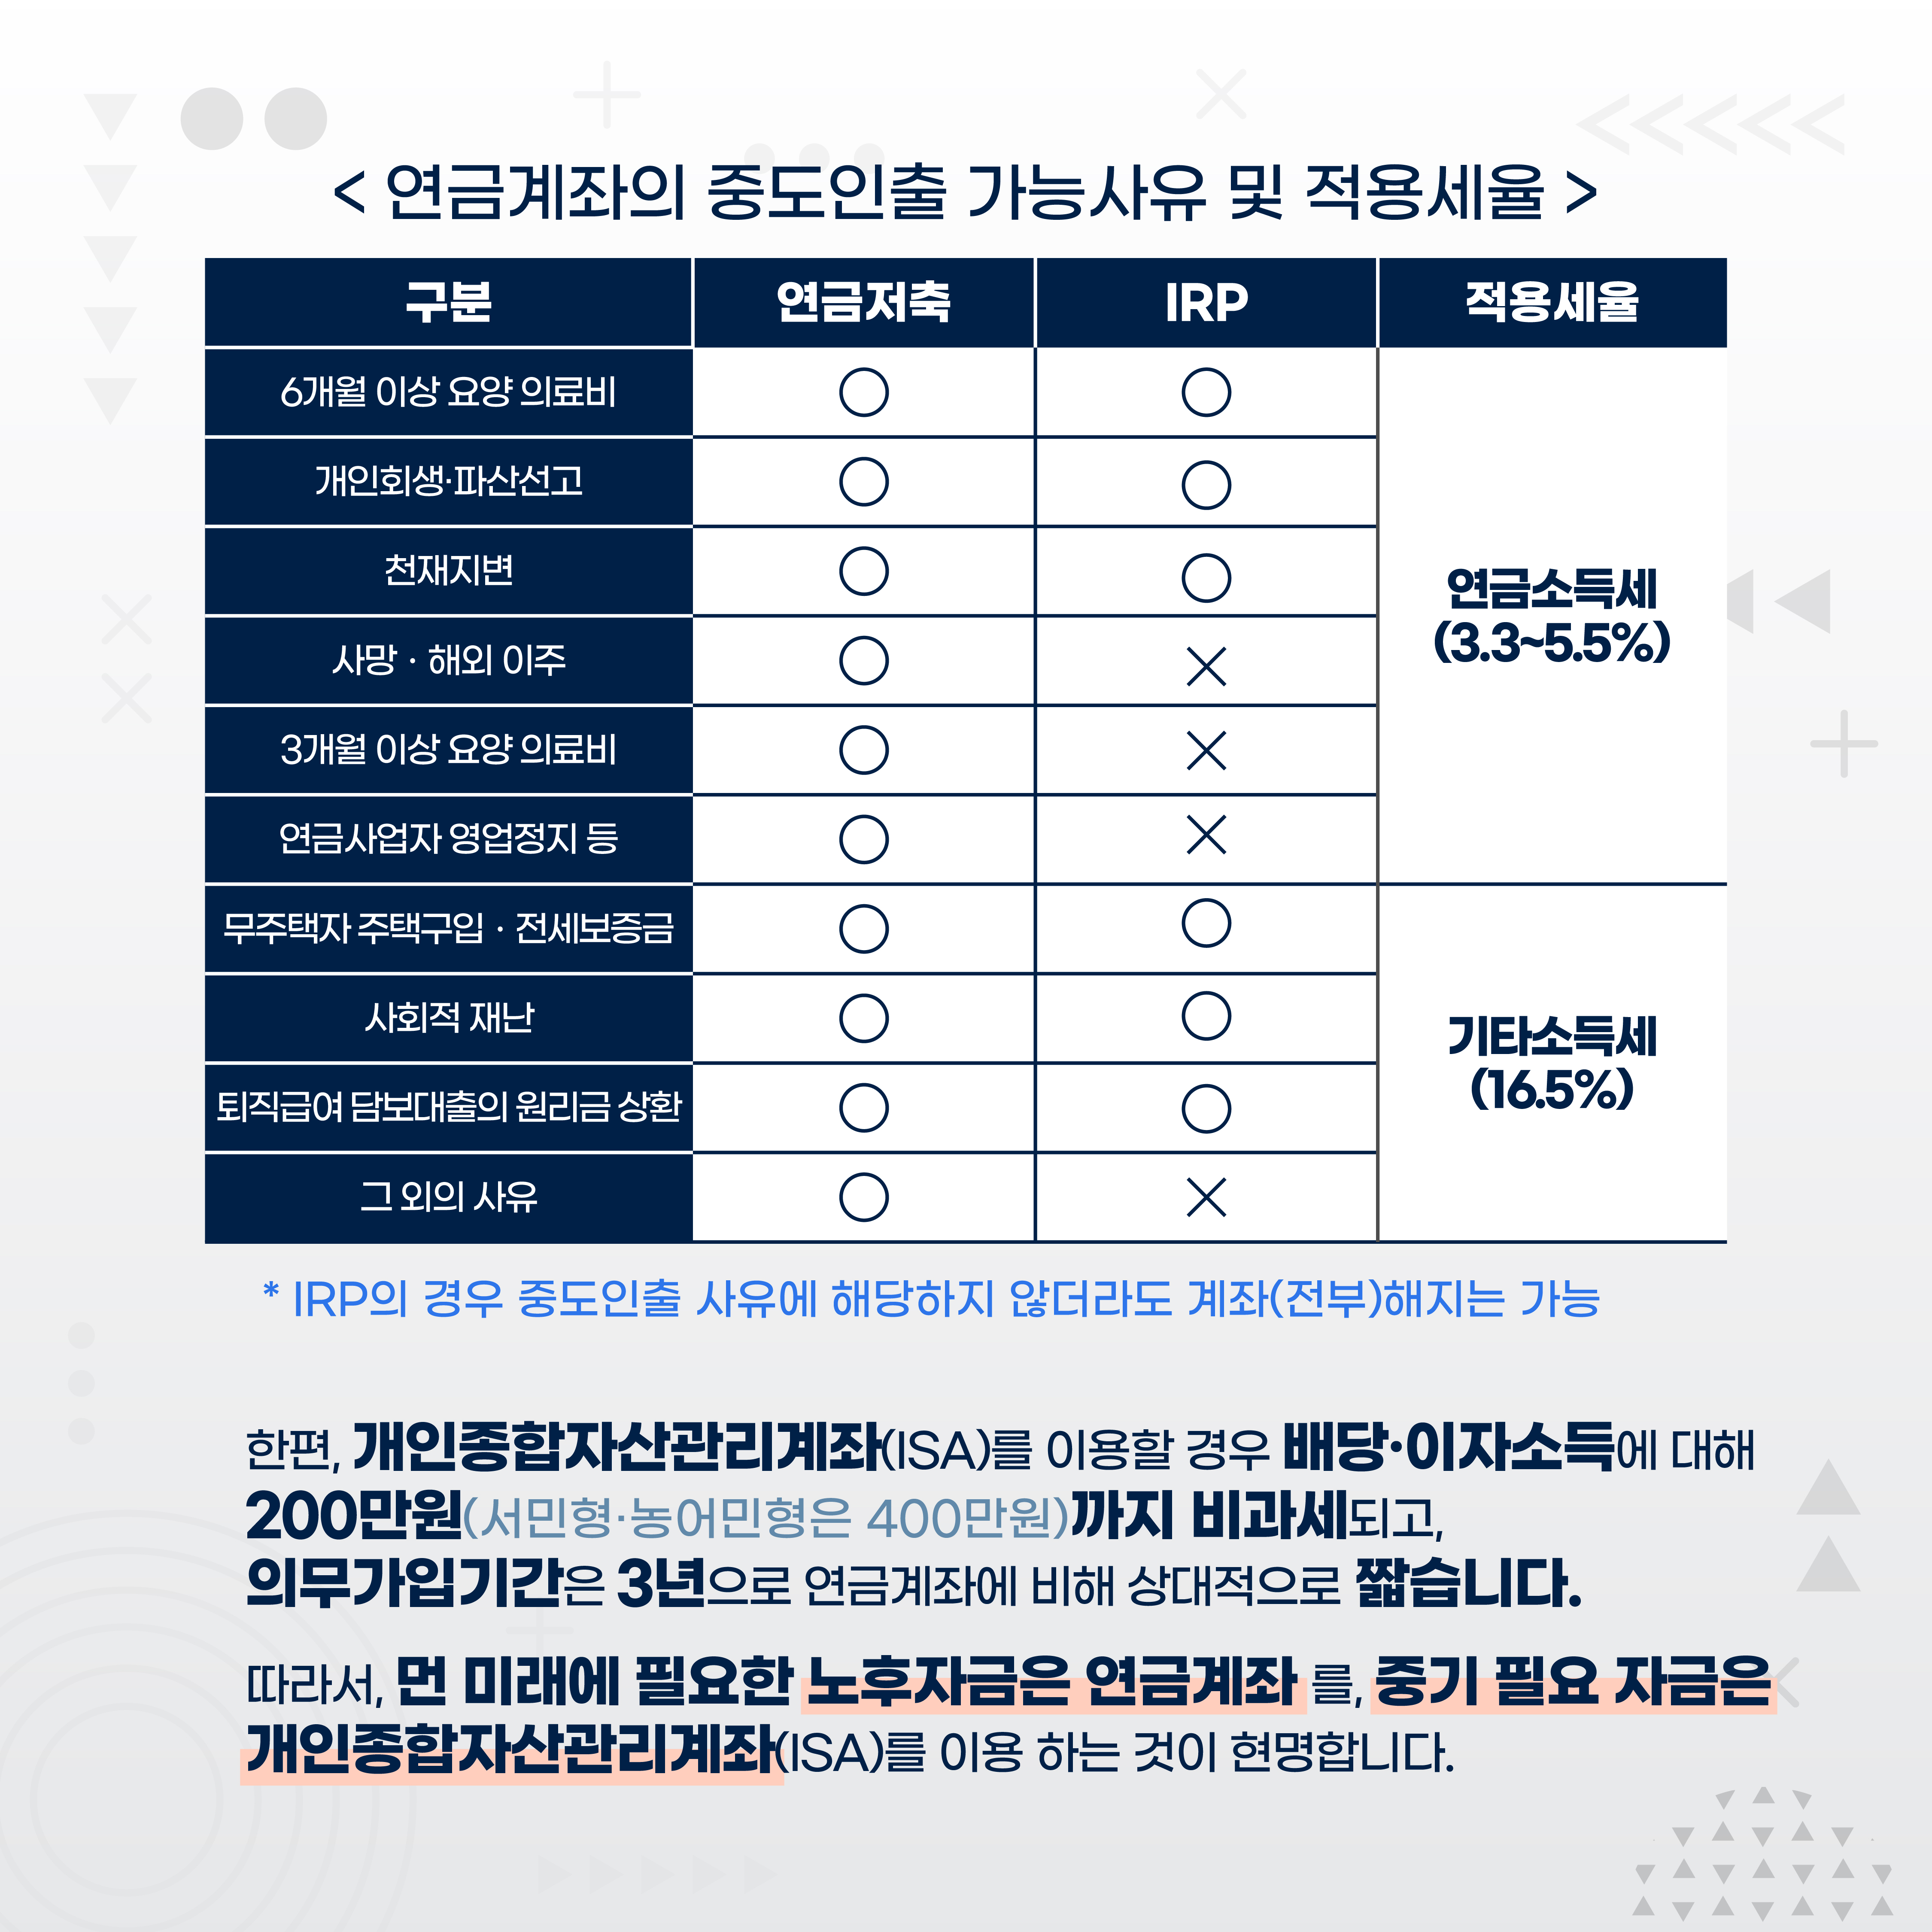 < 연금계좌의 중도인출 가능사유 및 적용세율 >
구분 연금저축 IRP 적용세율
6개월 이상 요양 의료비 ○ ○
개인회생·파산선고 ○ ○
천재지변 ○ ○
사망 · 해외 이주 ○ ×
3개월 이상 요양 의료비 ○ ×
연금사업자 영업정지 등 ○ ×
연금소득세
(3.3~5.5%)
무주택자 주택구입 · 전세보증금 ○ ○
사회적 재난 ○ ○
퇴직급여 담보대출의 원리금 상환 ○ ○
그 외의 사유 ○ ×
기타소득세
(16.5%)
* IRP의 경우 중도인출 사유에 해당하지 않더라도 계좌(전부)해지는 가능
한편, 개인종합자산관리계좌(ISA)를 이용할 경우 배당·이자소득에 대해
200만원(서민형·농어민형은 400만원)까지 비과세되고,
의무가입기간은 3년으로 연금계좌에 비해 상대적으로 짧습니다.
따라서, 먼 미래에 필요한 노후자금은 연금계좌 를, 중기 필요 자금은
개인종합자산관리계좌(ISA)를 이용 하는 것이 현명합니다.